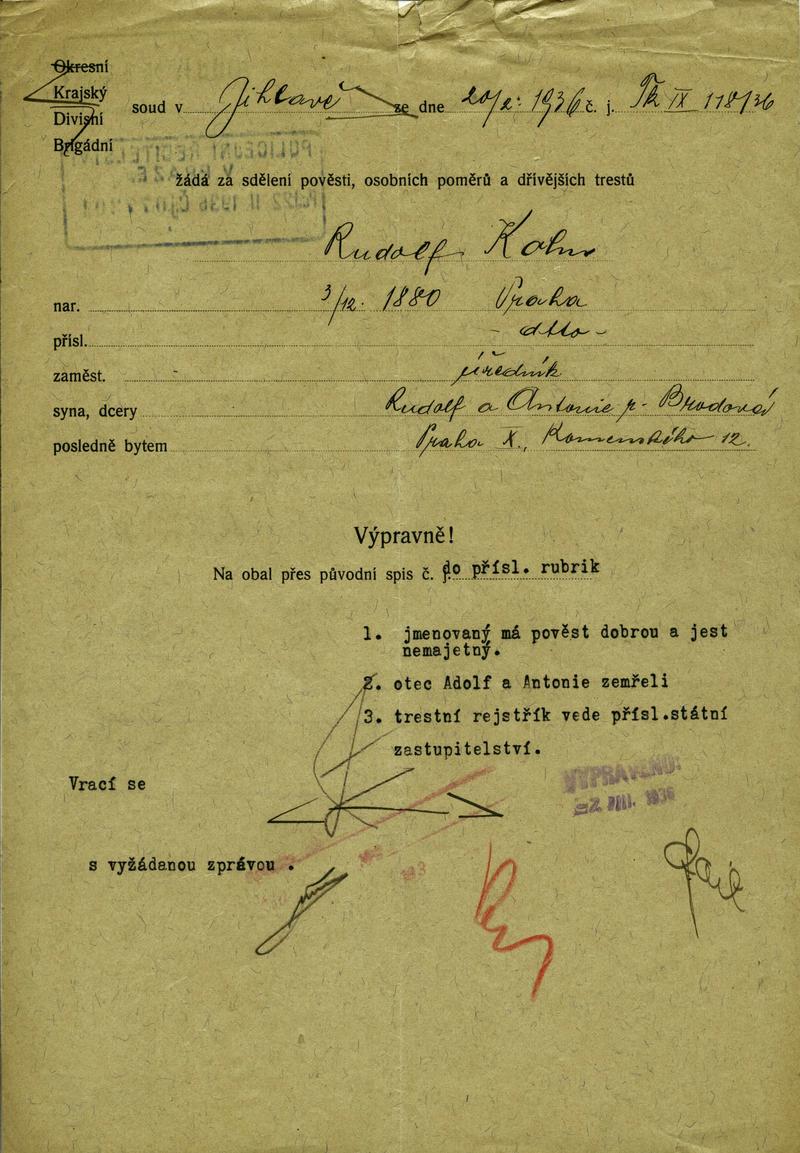 Okresní
Krajský
Divisní
Brigádní
soud v Jihlavě ze dne 1936 č. j. Tk IX 1181/36
žádá za sdělení pověsti, osobních poměrů a dřívějších trestů
Rudolf Kohn
nar. 3/12. 1880 Praha
přísl. - dtto -
zaměst. úředník
syna, dcery Rudolf a Antonie r. Brodová
posledně bytem Praha X., Komenského 12.
Výpravně!
Na obal přes původní spis č. j. do přísl. rubrik
1. jmenovaný má pověst dobrou a jest
nemajetný.
2. otec Adolf a Antonie zemřeli
3. trestní rejstřík vede přísl.státní
zastupitelství.
Vrací se
VYPRAVENO:
s vyžádanou zprávou .